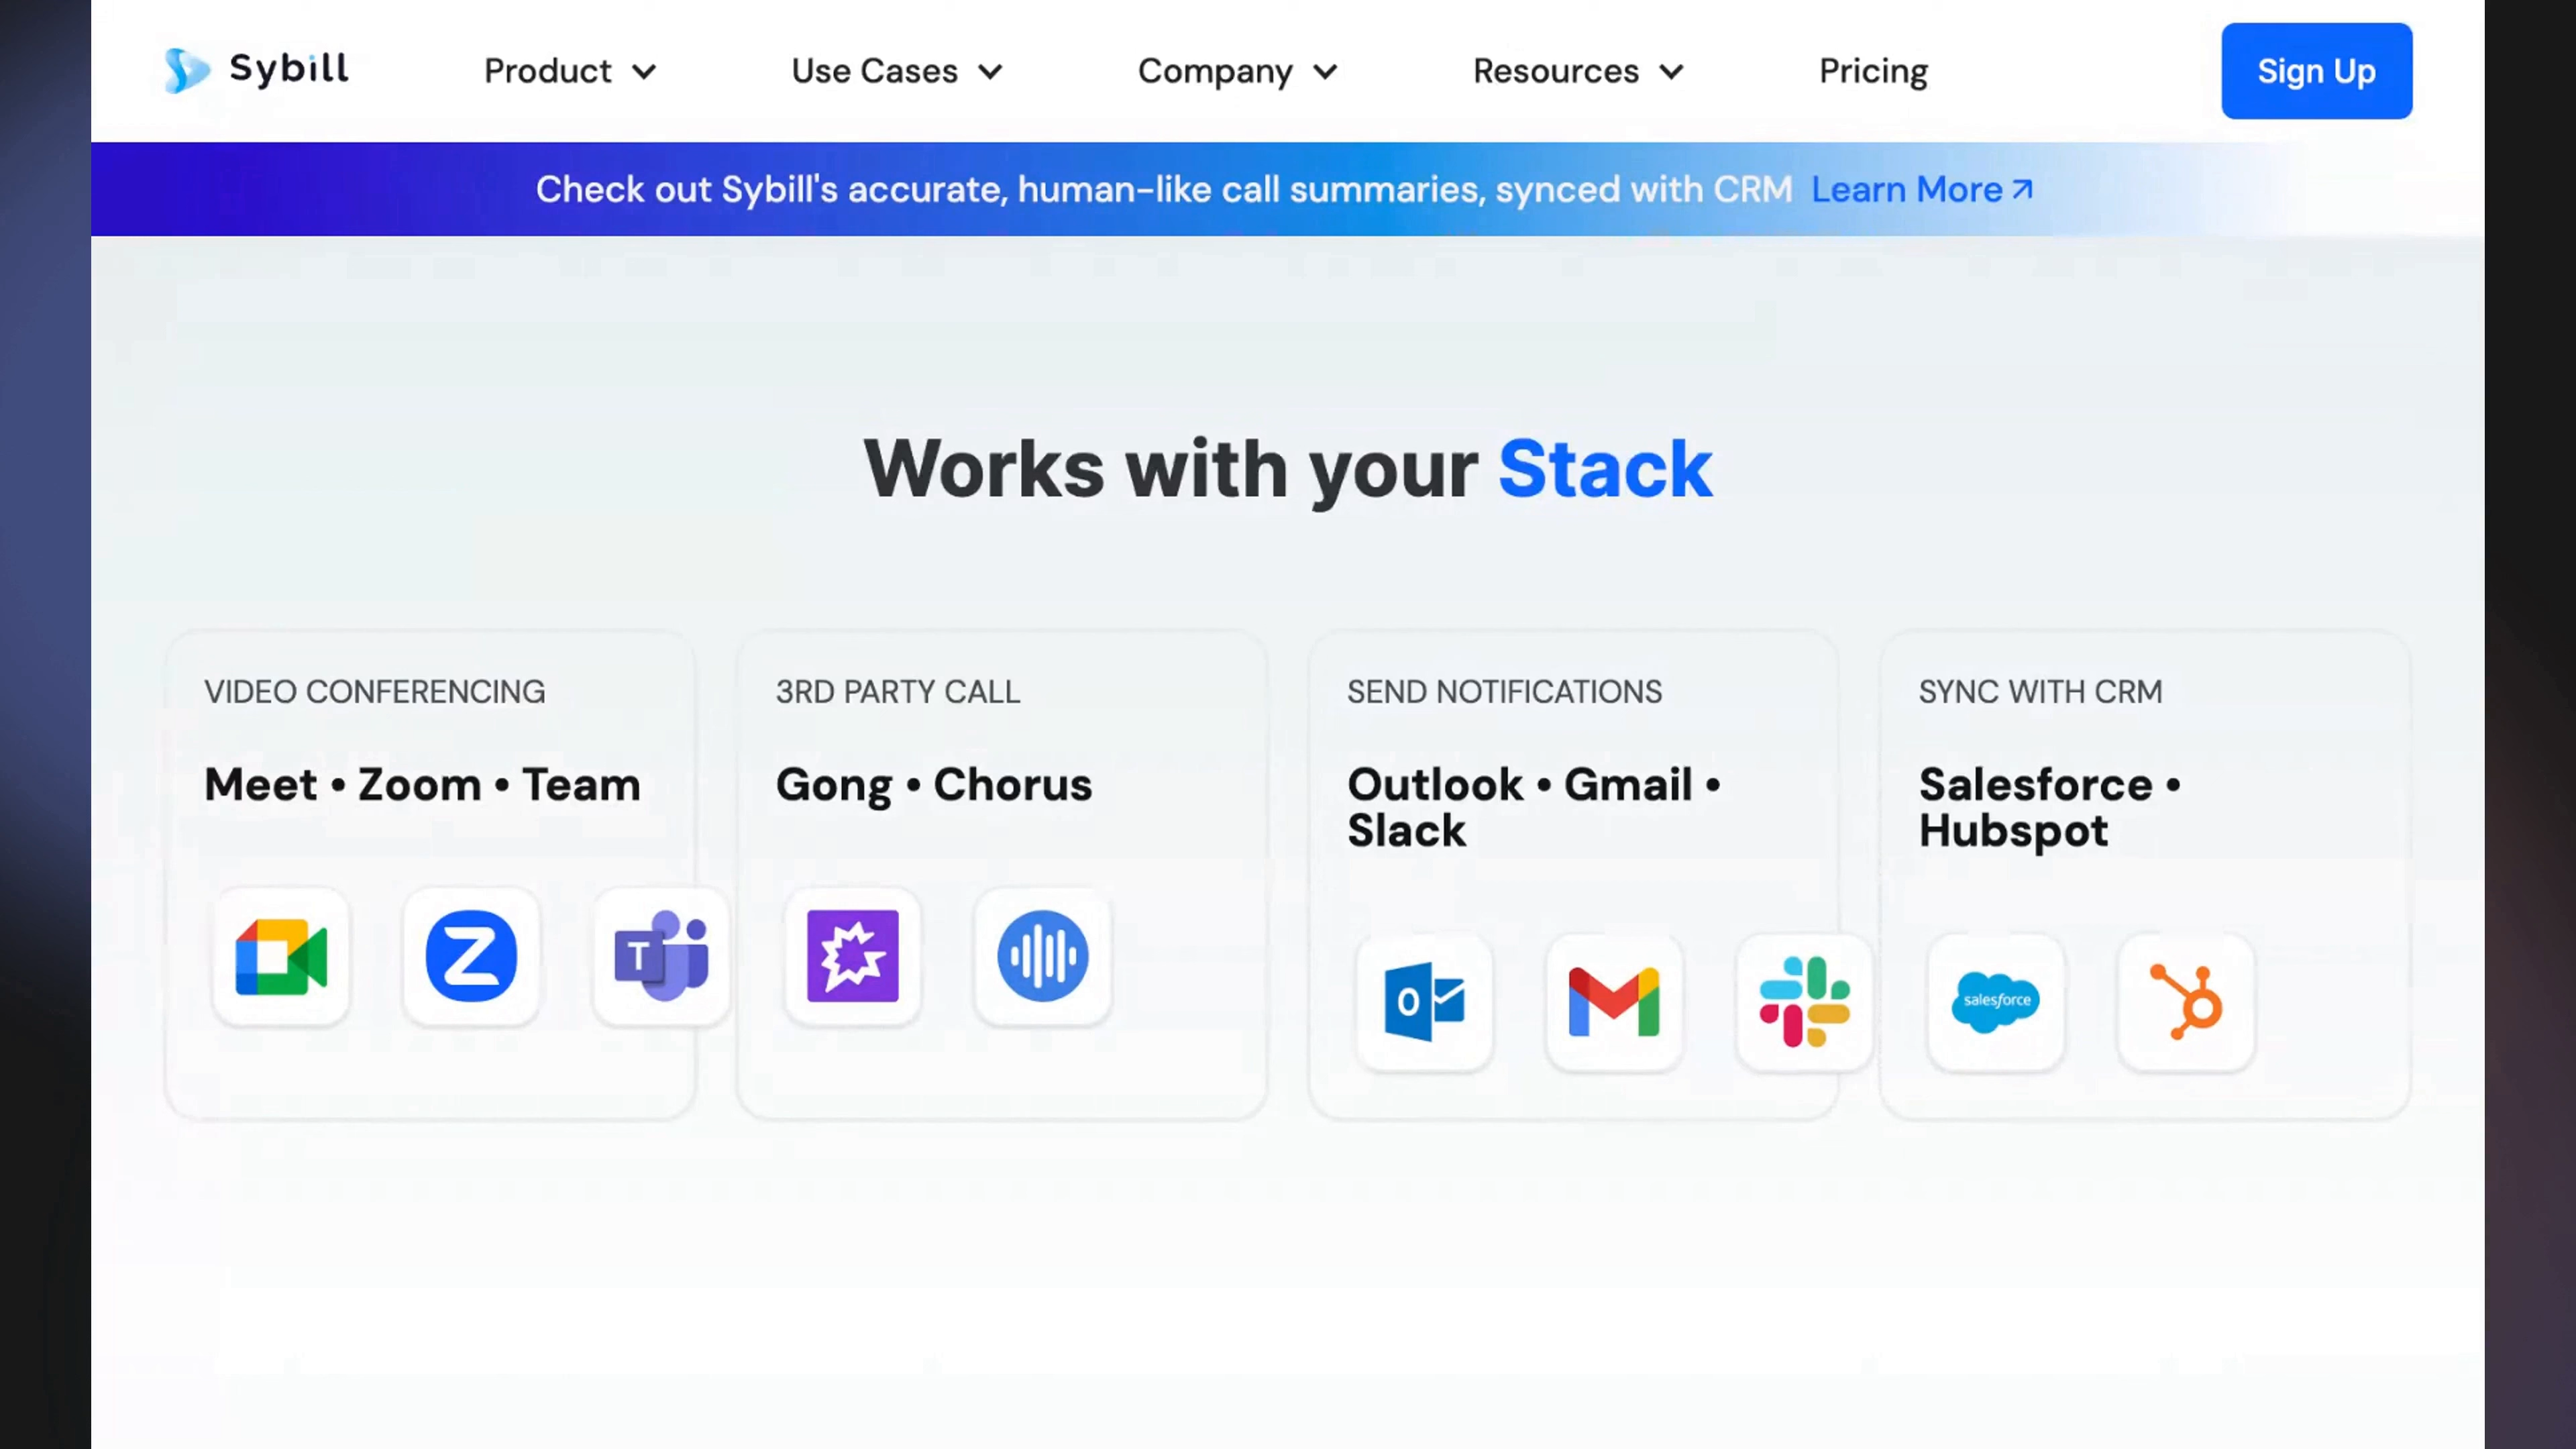 Sybill
Product
Use Cases
Company
Resources
Pricing
Sign Up
Check out Sybill's accurate, human-like call summaries, synced with CRM Learn More
Works with your Stack
VIDEO CONFERENCING
Meet • Zoom • Team
T
3RD PARTY CALL
Gong • Chorus
SEND NOTIFICATIONS
Outlook • Gmail •
Slack
O
SYNC WITH CRM
Salesforce •
Hubspot
salesforce